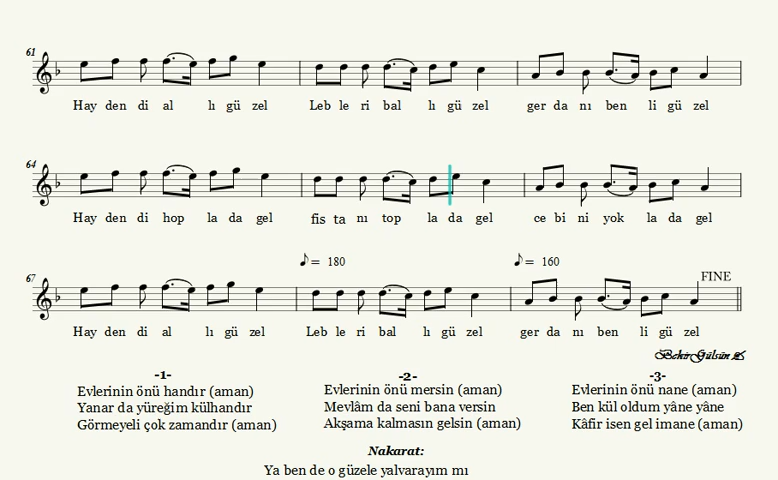 61
Hay den di al lı gü zel Leb le ri bal lı gü zel ger da nı ben li gü zel
64
Hay den di hop la da gel fis ta nı top la da gel ce bi ni yok la da gel
♪ = 180 ♪ = 160
67
FINE
Hay den di al lı gü zel Leb le ri bal lı gü zel ger da nı ben li gü zel
Bekir Gülsün
-1-
Evlerinin önü handır (aman)
Yanar da yüreğim külhandır
Görmeyeli çok zamandır (aman)
-2-
Evlerinin önü mersin (aman)
Mevlâm da seni bana versin
Akşama kalmasın gelsin (aman)
-3-
Evlerinin önü nane (aman)
Ben kül oldum yâne yâne
Kâfir isen gel imane (aman)
Nakarat:
Ya ben de o güzele yalvarayım mı